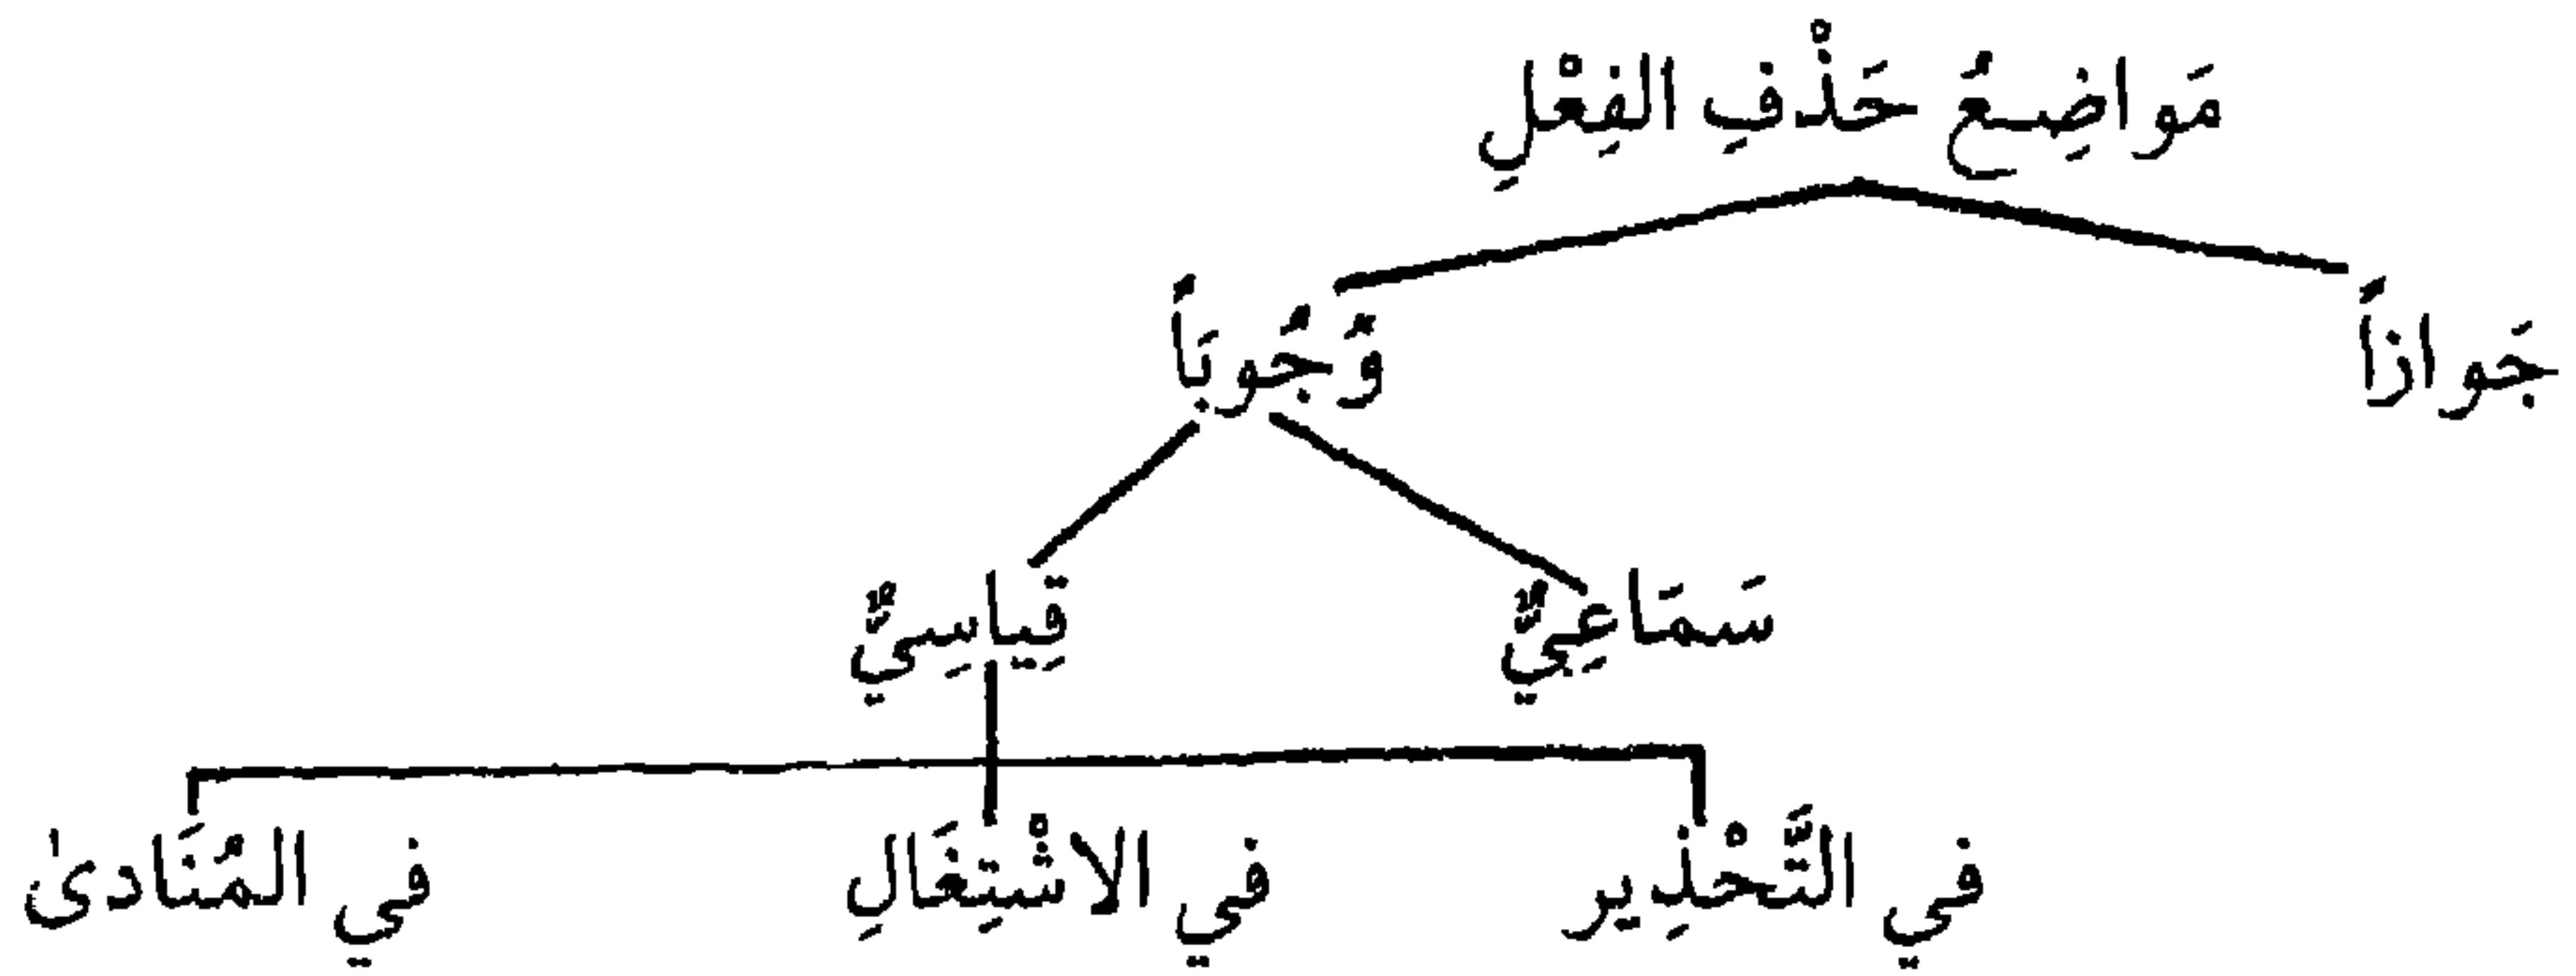 مَواضِعُ حَذْفِ الفِعْلِ
جَوازاً وُجُوبَاً
سَمَاعِيٌّ قِياسِيٌّ
في التَّحْذِير في الاشْتِغَالِ في المُنَادىٰ